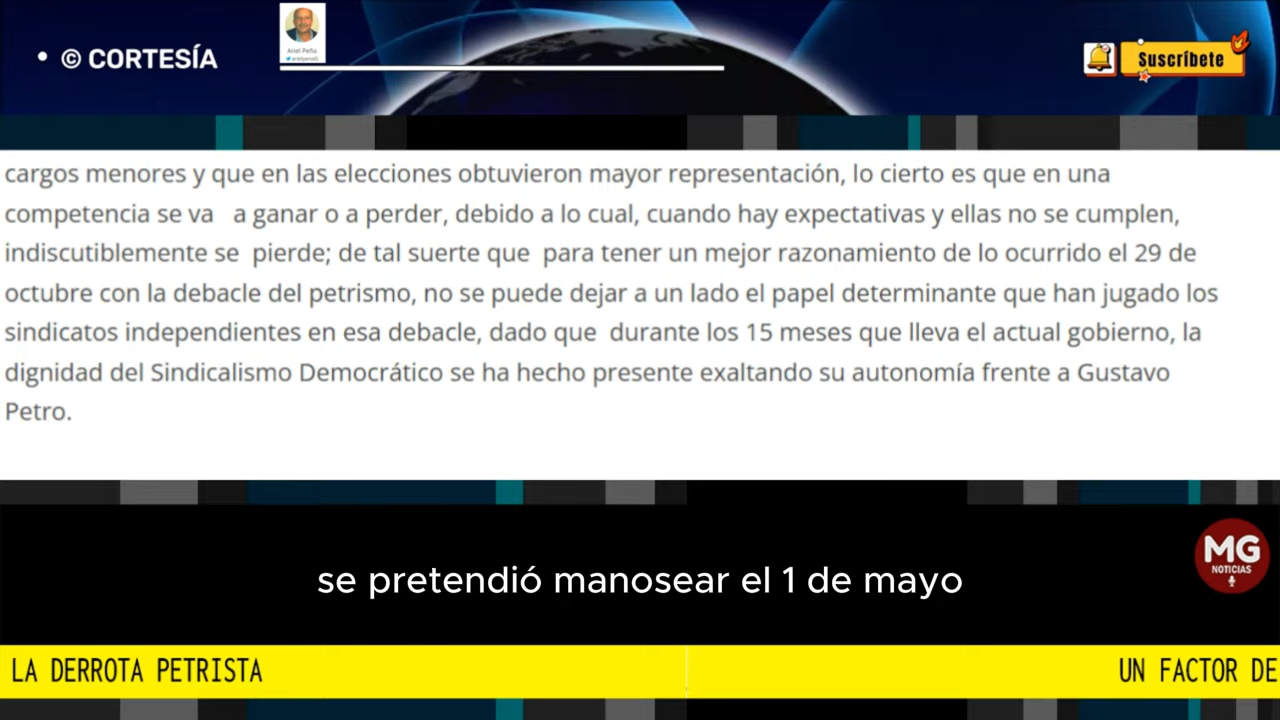 • © CORTESÍA
Ariel Peña
Suscríbete
cargos menores y que en las elecciones obtuvieron mayor representación, lo cierto es que en una
competencia se va a ganar o a perder, debido a lo cual, cuando hay expectativas y ellas no se cumplen,
indiscutiblemente se pierde; de tal suerte que para tener un mejor razonamiento de lo ocurrido el 29 de
octubre con la debacle del petrismo, no se puede dejar a un lado el papel determinante que han jugado los
sindicatos independientes en esa debacle, dado que durante los 15 meses que lleva el actual gobierno, la
dignidad del Sindicalismo Democrático se ha hecho presente exaltando su autonomía frente a Gustavo
Petro.
MG
NOTICIAS
se pretendió manosear el 1 de mayo
LA DERROTA PETRISTA
UN FACTOR DE